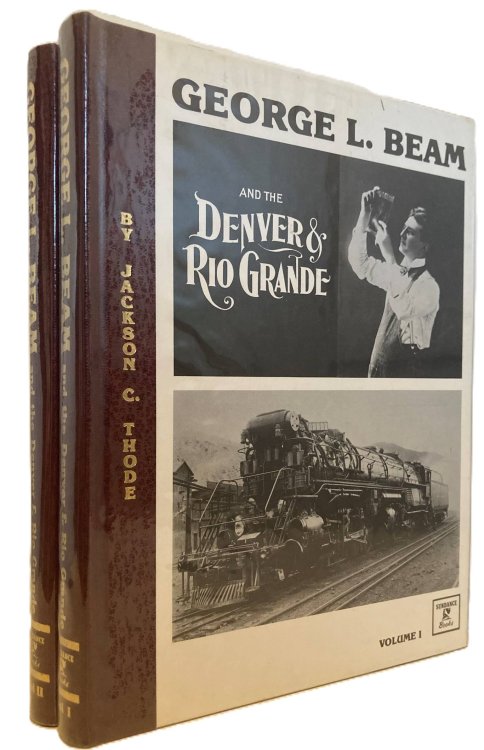 GEORGE L. BEAM
AND THE
DENVER &
RIO GRANDE
BY JACKSON C. THODE
VOLUME I
SUNDANCE
Books
GEORGE L. BEAM and the Denver & Rio Grande
I
GEORGE L. BEAM and the Denver & Rio Grande
II